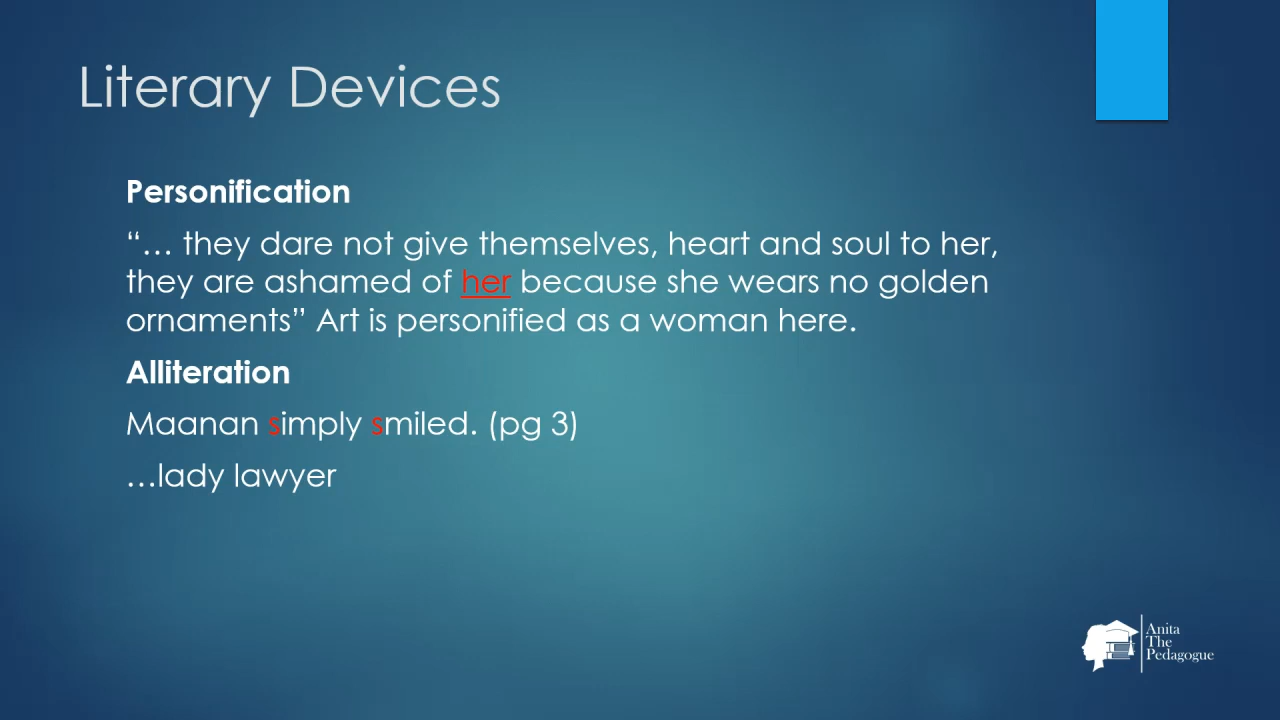 Literary Devices
Personification
“… they dare not give themselves, heart and soul to her,
they are ashamed of her because she wears no golden
ornaments” Art is personified as a woman here.
Alliteration
Maanan simply smiled. (pg 3)
…lady lawyer
Anita
The
Pedagogue